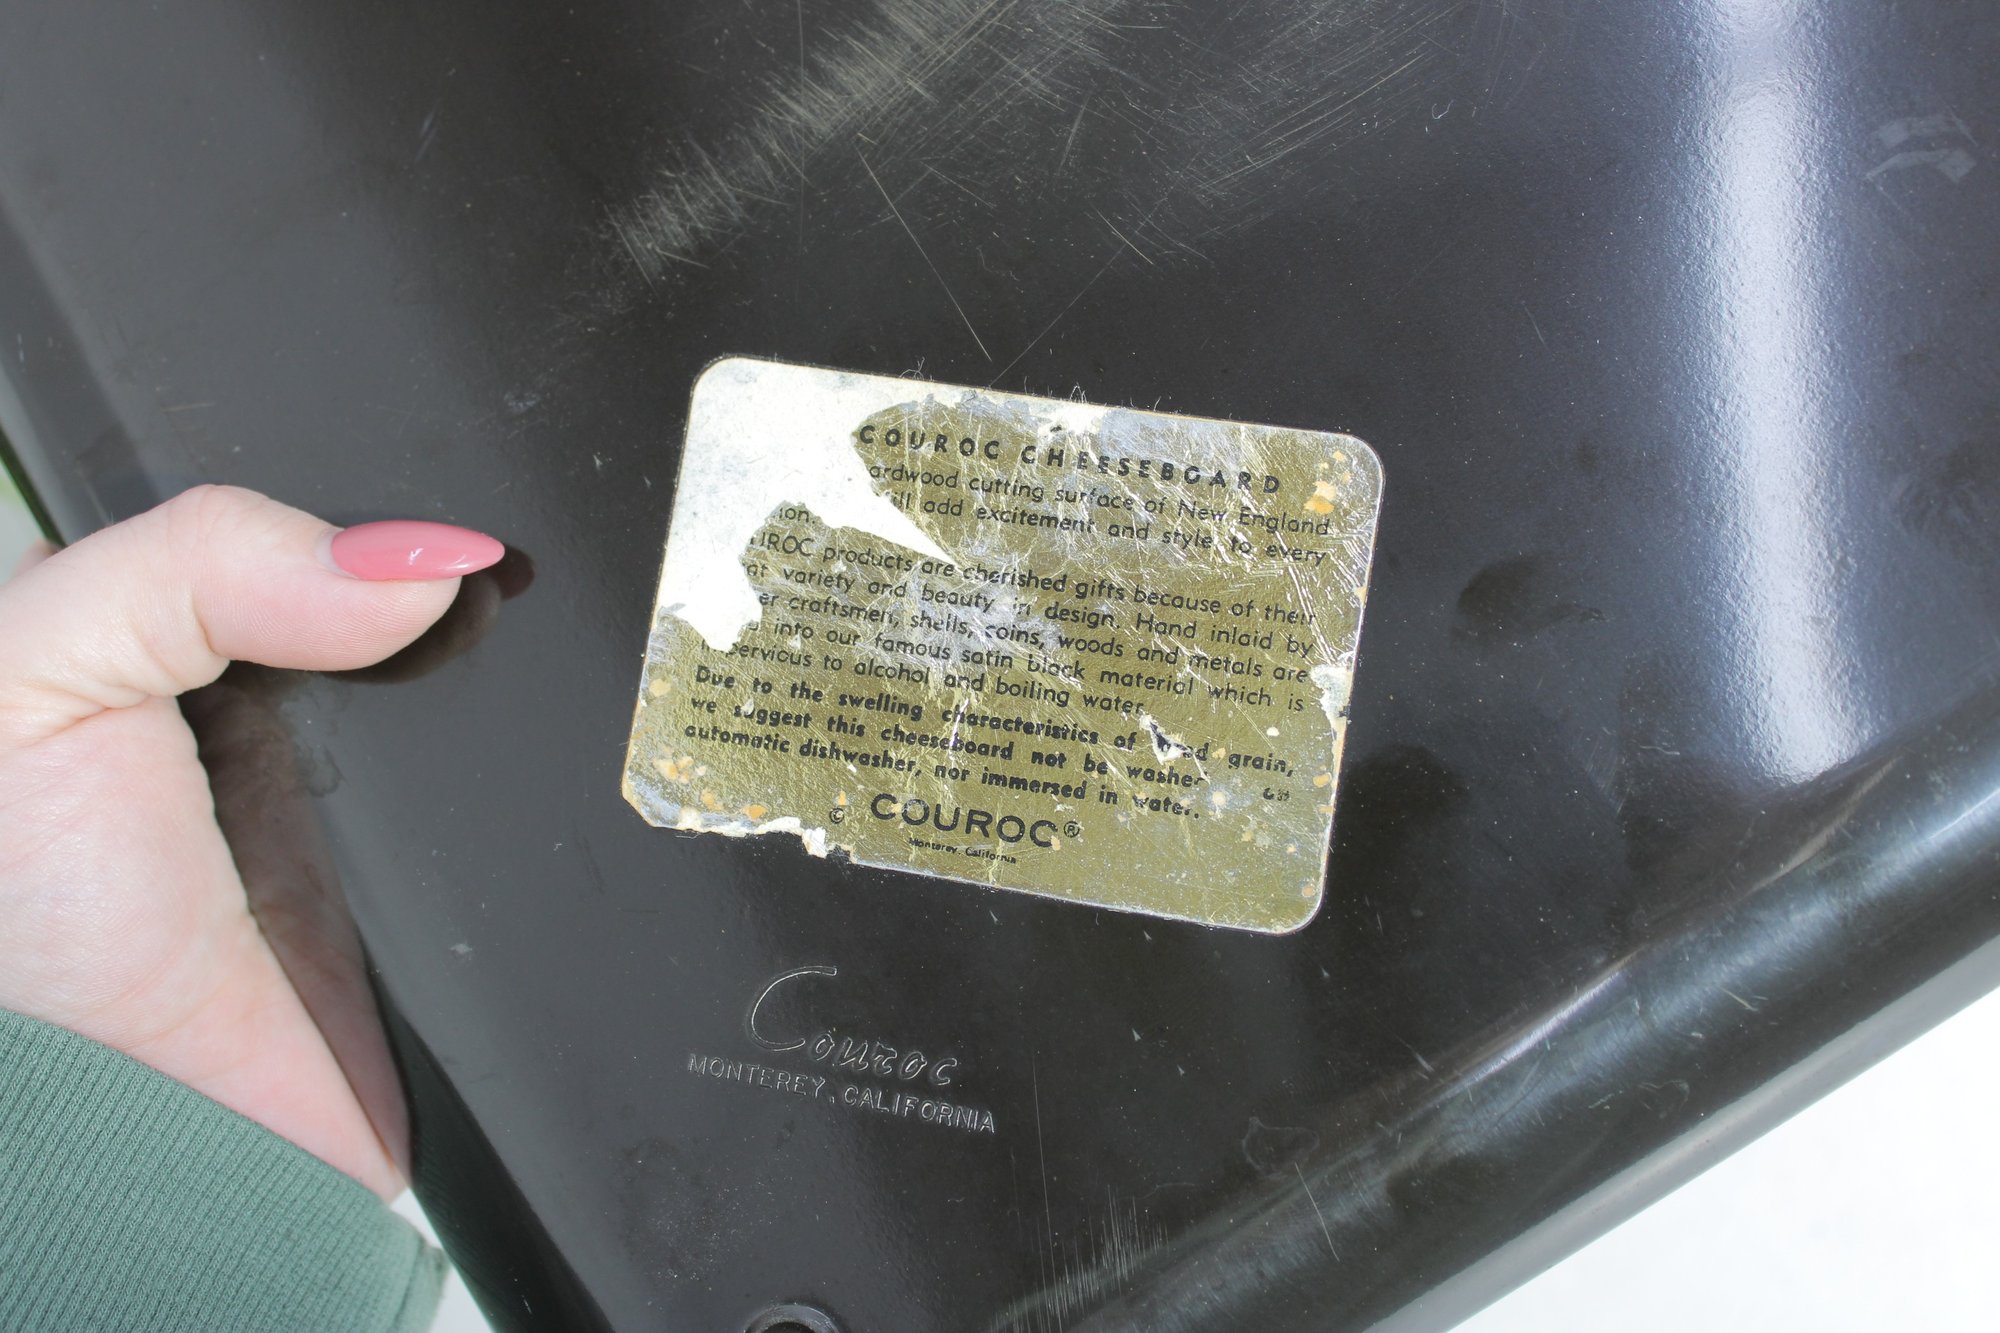 COUROC CHEESEBOARD
ardwood cutting surface of New England
ill add excitement and style to every
ion.
UROC products are cherished gifts because of their
at variety and beauty in design. Hand inlaid by
er craftsmen, shells, coins, woods and metals are
into our famous satin black material which is
impervious to alcohol and boiling water.
Due to the swelling characteristics of grain,
we suggest this cheeseboard not be washe
automatic dishwasher, nor immersed in water.
© COUROC®
Monterey, California
Couroc
MONTEREY, CALIFORNIA